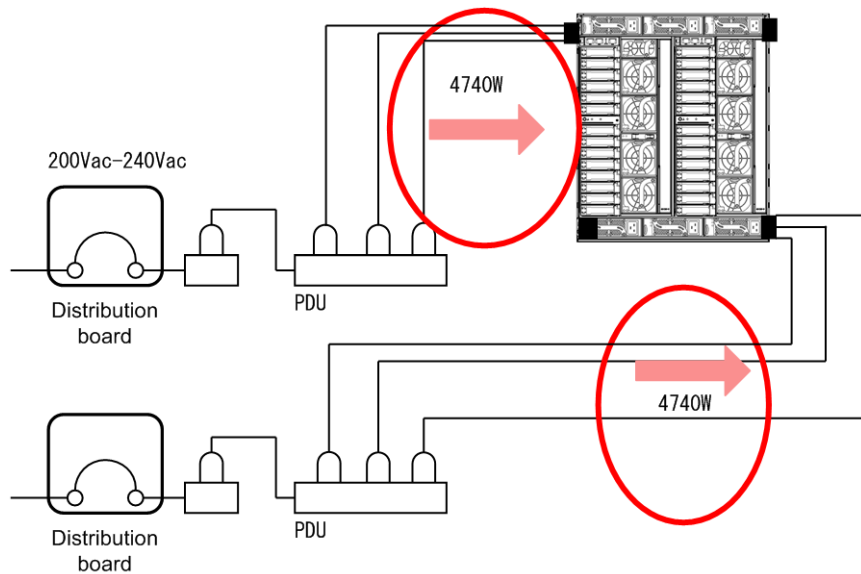 4740W
200Vac-240Vac
Distribution
board
PDU
4740W
Distribution
board
PDU